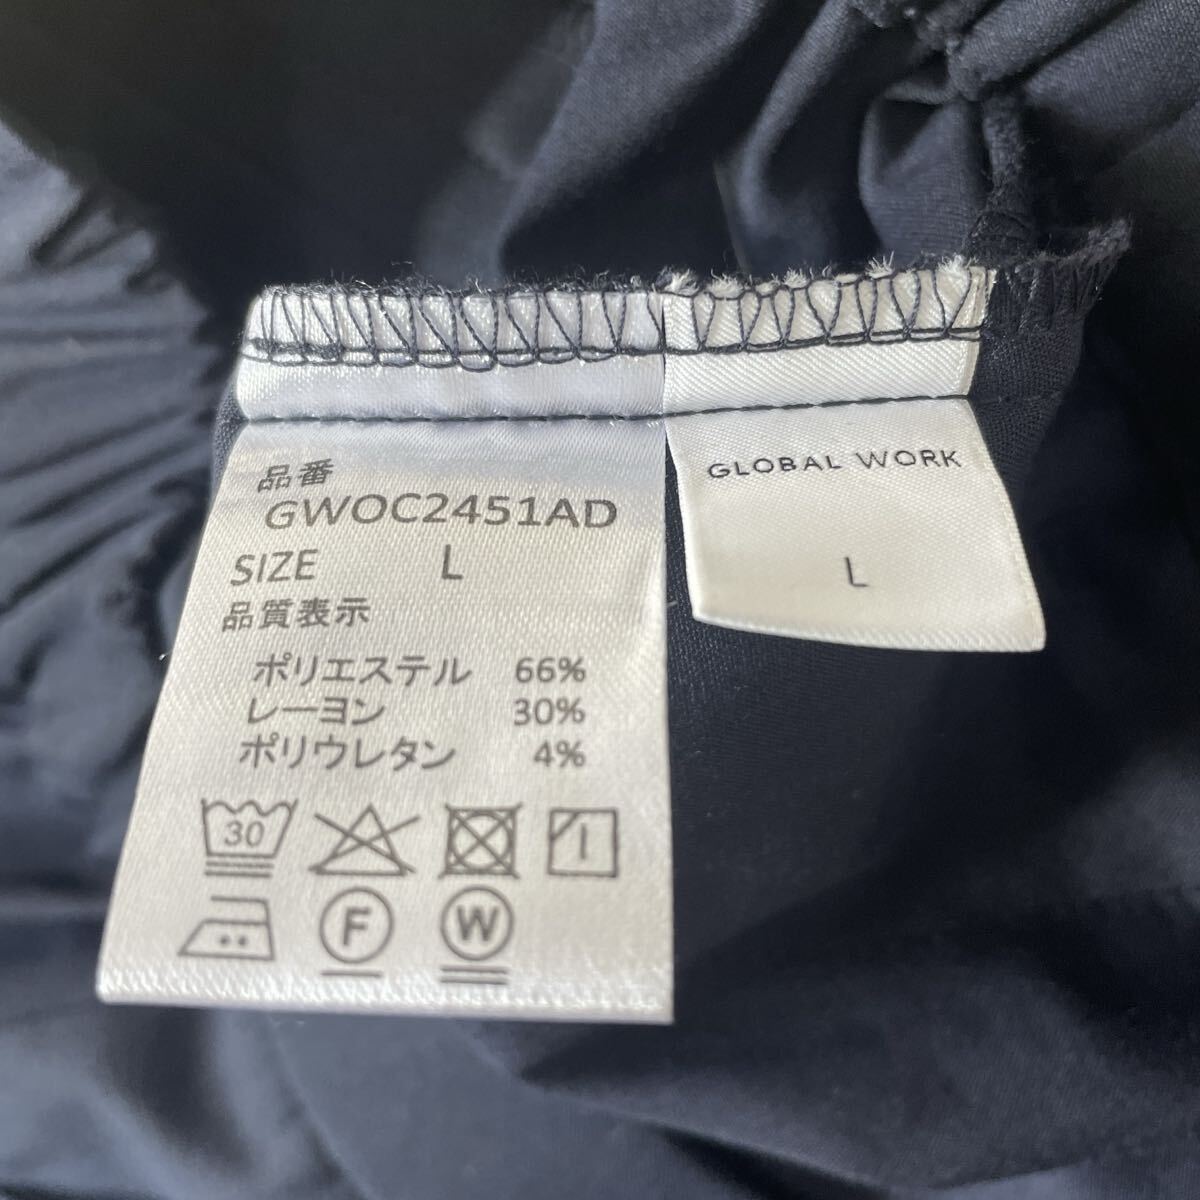 品番
GWOC2451AD
SIZE L
品質表示
ポリエステル 66%
レーヨン 30%
ポリウレタン 4%
30
F
W
GLOBAL WORK
L